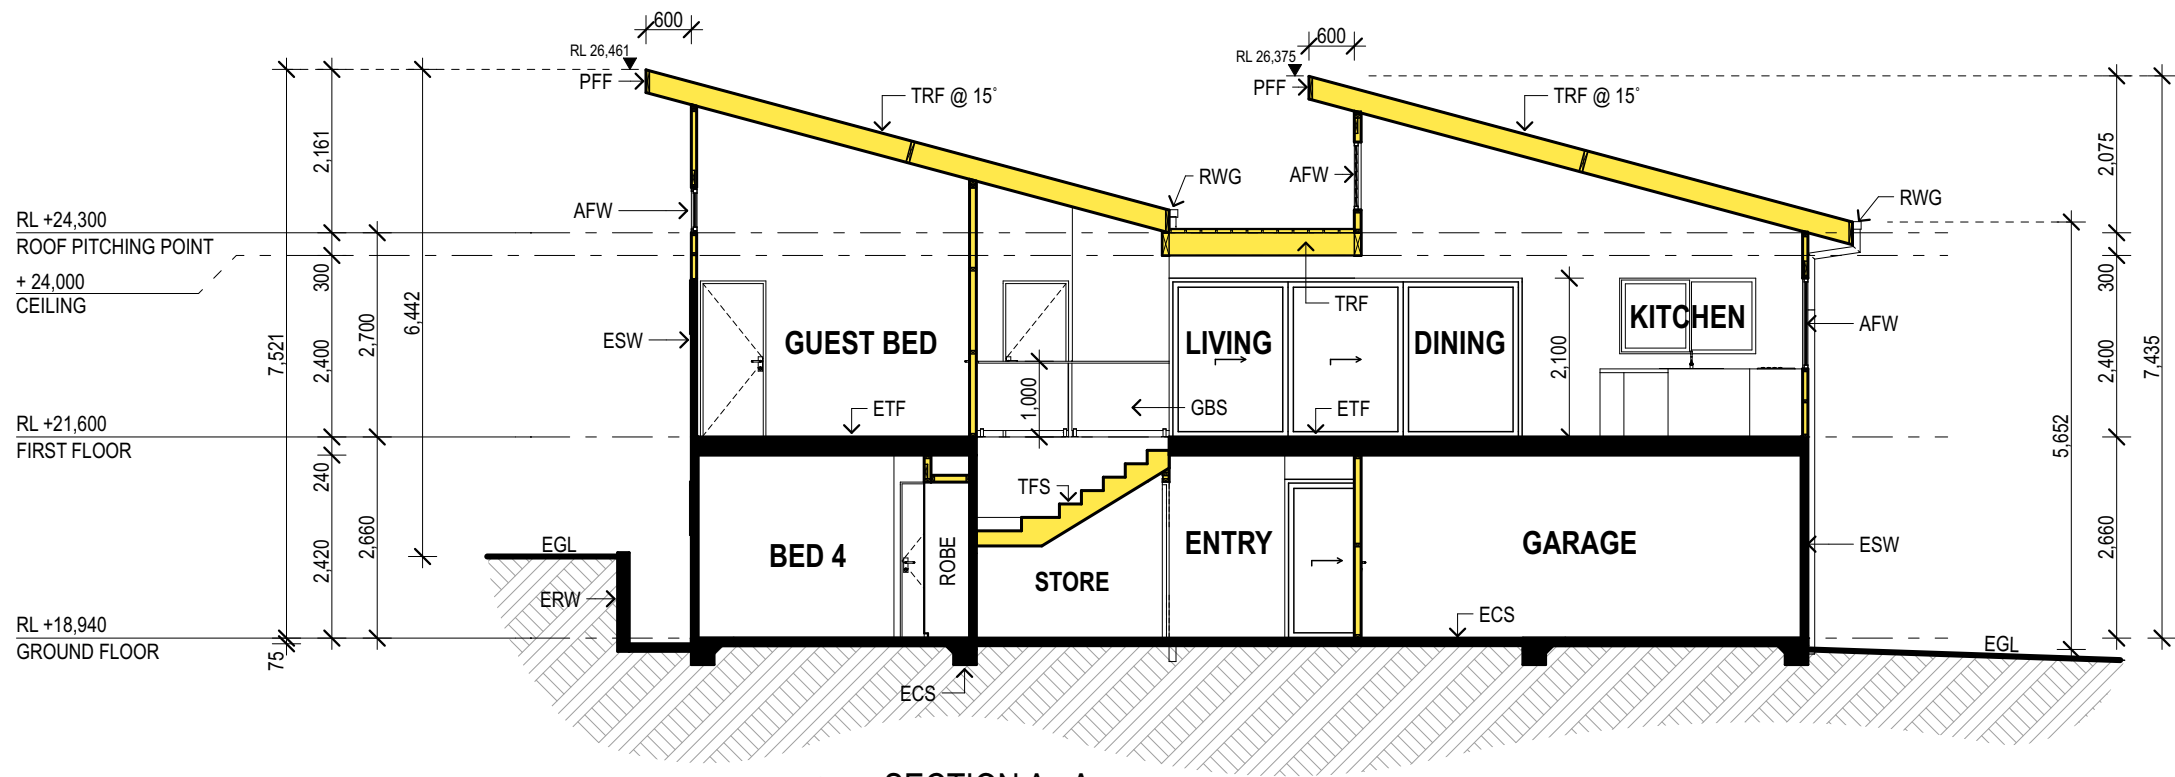 600
600
RL 26,461
RL 26,375
PFF
PFF
TRF @ 15°
TRF @ 15°
2,161
2,075
RWG
AFW
RWG
AFW
RL +24,300
ROOF PITCHING POINT
+ 24,000
CEILING
300
300
6,442
7,521
2,400
2,700
ESW
GUEST BED
LIVING
TRF
DINING
2,100
KITCHEN
AFW
2,400
7,435
1,000
GBS
ETF
ETF
RL +21,600
FIRST FLOOR
5,652
240
TFS
2,420
2,660
EGL
BED 4
ROBE
STORE
ENTRY
GARAGE
ESW
2,660
ERW
ECS
RL +18,940
GROUND FLOOR
75
EGL
ECS